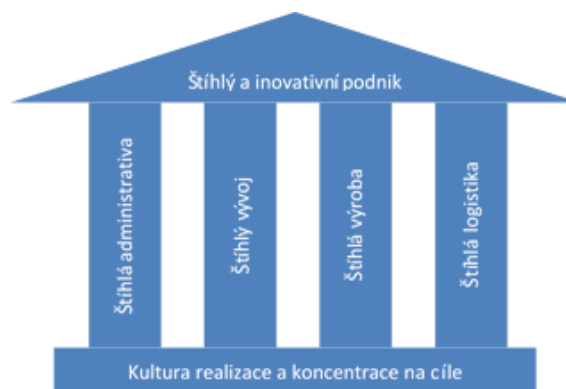 Štíhlý a inovativní podnik
Štíhlá administrativa
Štíhlý vývoj
Štíhlá výroba
Štíhlá logistika
Kultura realizace a koncentrace na cíle